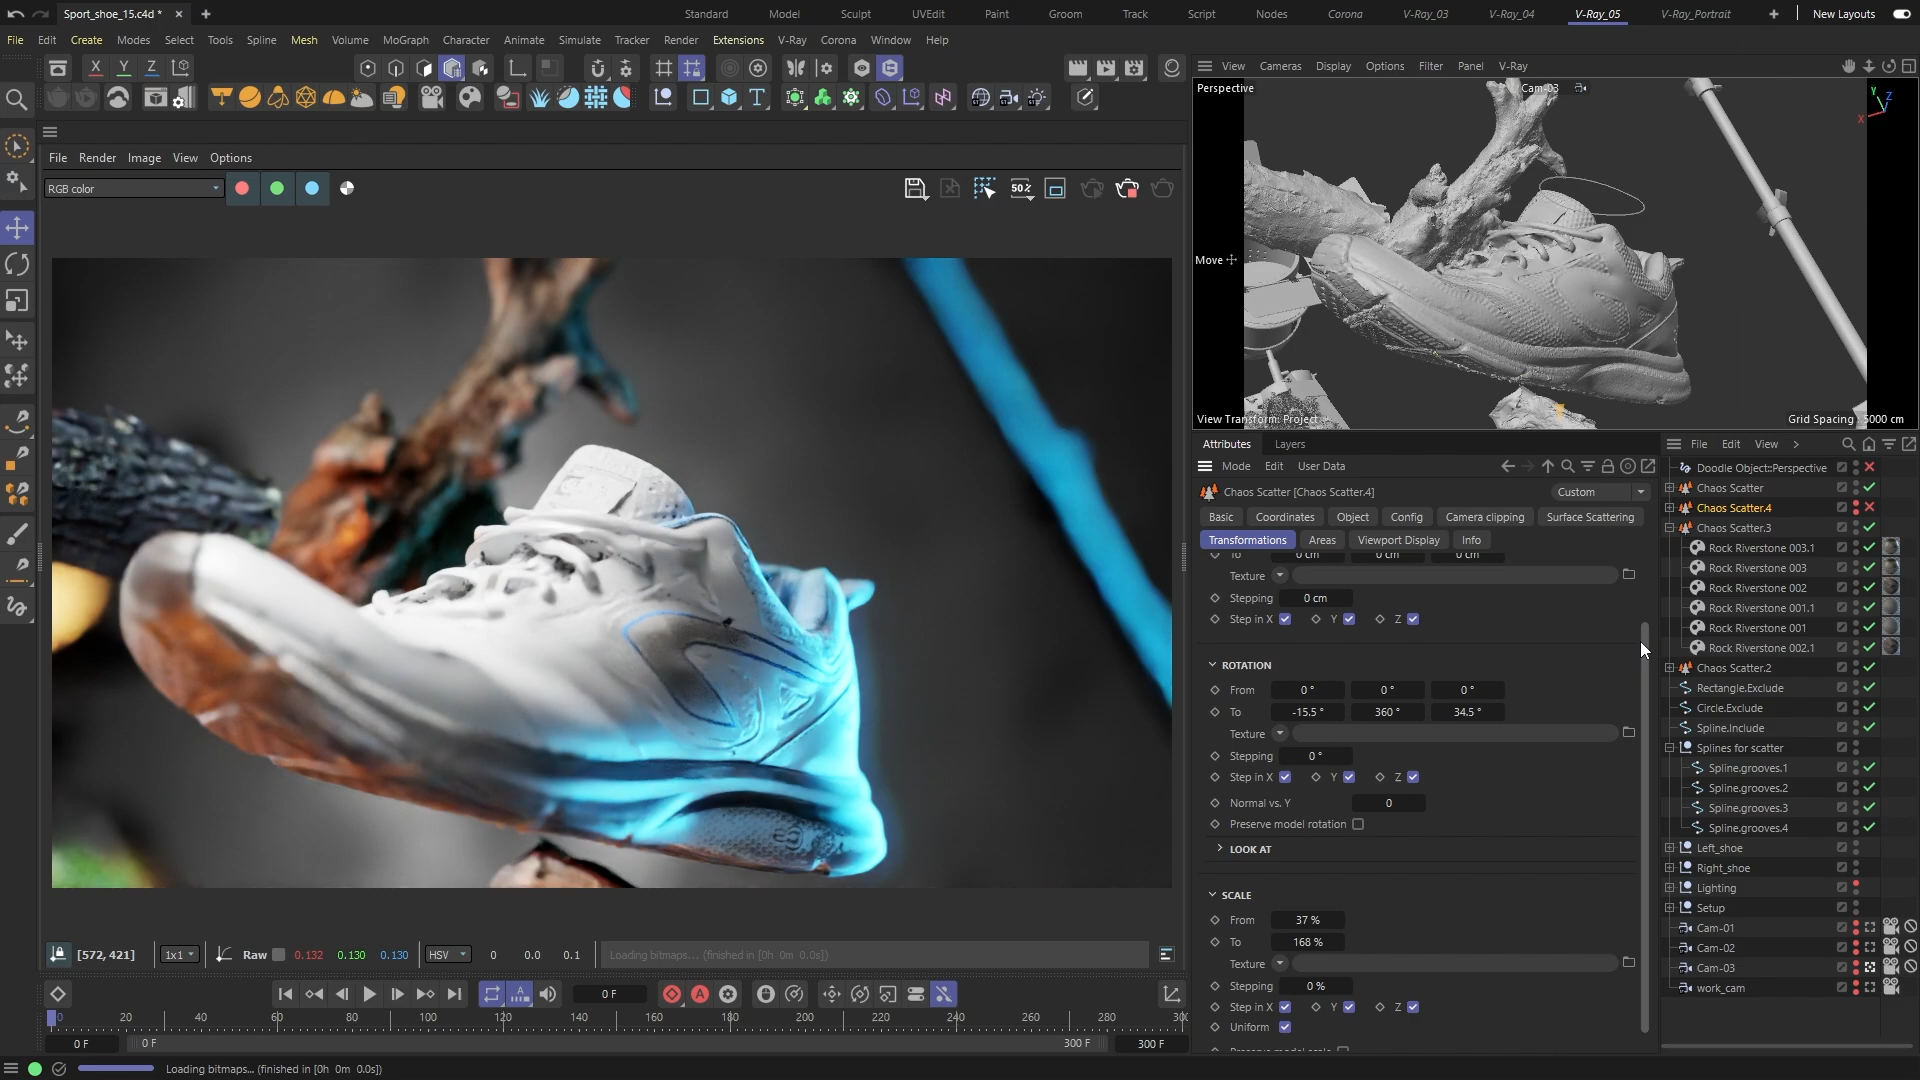 Sport_shoe_15.c4d *
Standard Model Sculpt UVEdit Paint Groom Track Script Nodes Corona V-Ray_03 V-Ray_04 V-Ray_05 V-Ray_Portrait New Layouts
File Edit Create Modes Select Tools Spline Mesh Volume MoGraph Character Animate Simulate Tracker Render Extensions V-Ray Corona Window Help
X Y Z
View Cameras Display Options Filter Panel V-Ray
Perspective
Cam-03
Y Z X
File Render Image View Options
RGB color
50%
Move
View Transform: Project
Grid Spacing : 5000 cm
Attributes Layers
File Edit View
Mode Edit User Data
Chaos Scatter [Chaos Scatter.4]
Custom
Basic Coordinates Object Config Camera clipping Surface Scattering
Transformations Areas Viewport Display Info
To 0 cm 0 cm 0 cm
Texture
Stepping 0 cm
Step in X Y Z
ROTATION
From 0 ° 0 ° 0 °
To -15.5 ° 360 ° 34.5 °
Texture
Stepping 0 °
Step in X Y Z
Normal vs. Y 0
Preserve model rotation
LOOK AT
SCALE
From 37 %
To 168 %
Texture
Stepping 0 %
Step in X Y Z
Uniform
Preserve model scale
Doodle Object::Perspective
Chaos Scatter
Chaos Scatter.4
Chaos Scatter.3
Rock Riverstone 003.1
Rock Riverstone 003
Rock Riverstone 002
Rock Riverstone 001.1
Rock Riverstone 001
Rock Riverstone 002.1
Chaos Scatter.2
Rectangle.Exclude
Circle.Exclude
Spline.Include
Splines for scatter
Spline.grooves.1
Spline.grooves.2
Spline.grooves.3
Spline.grooves.4
Left_shoe
Right_shoe
Lighting
Setup
Cam-01
Cam-02
Cam-03
work_cam
[572, 421] 1x1 Raw 0.132 0.130 0.130 HSV 0 0.0 0.1 Loading bitmaps... (finished in [0h 0m 0.0s])
0 F
0 20 40 60 80 100 120 140 160 180 200 220 240 260 280 300
0 F 0 F 300 F 300 F
Loading bitmaps... (finished in [0h 0m 0.0s])